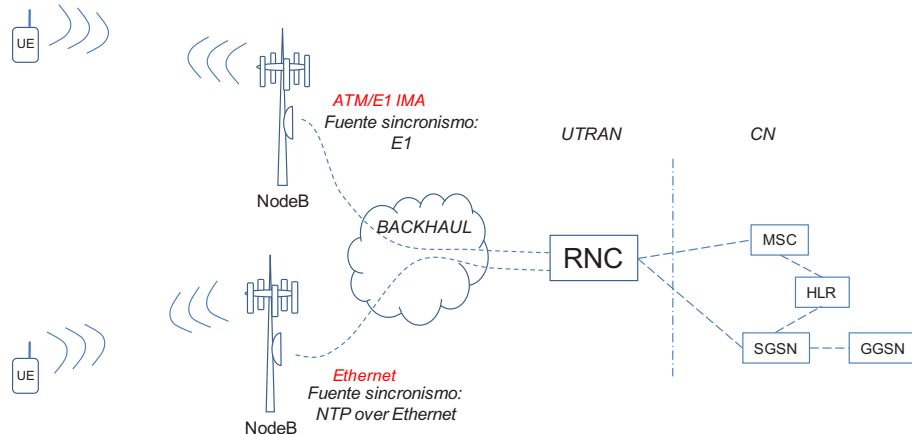 UE
ATM/E1 IMA
Fuente sincronismo:
E1
UTRAN
CN
NodeB
BACKHAUL
RNC
MSC
HLR
SGSN
GGSN
UE
Ethernet
Fuente sincronismo:
NTP over Ethernet
NodeB